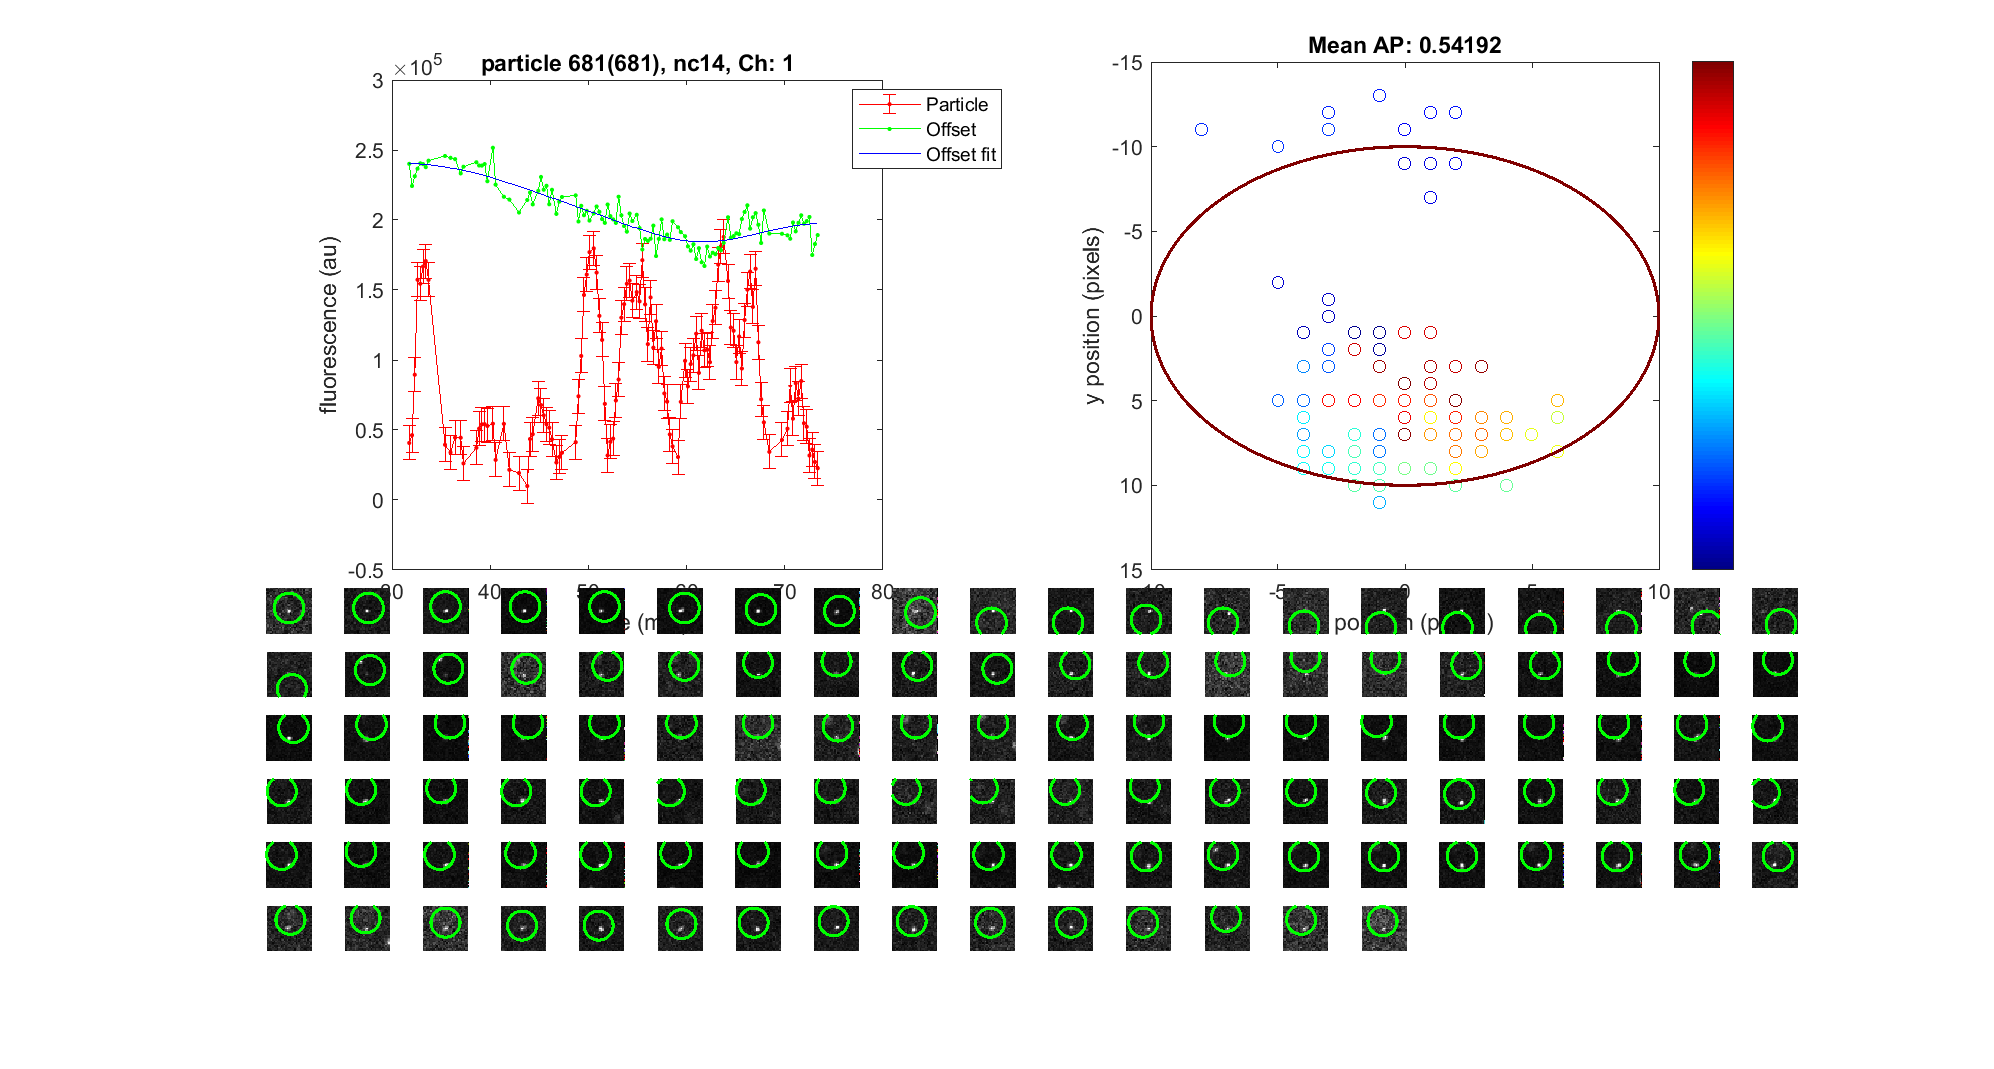 particle 681(681), nc14, Ch: 1
×10^5
3
2.5
2
1.5
1
0.5
0
-0.5
fluorescence (au)
40
80
70
Particle
Offset
Offset fit
Mean AP: 0.54192
-15
-10
-5
0
5
10
15
y position (pixels)
10